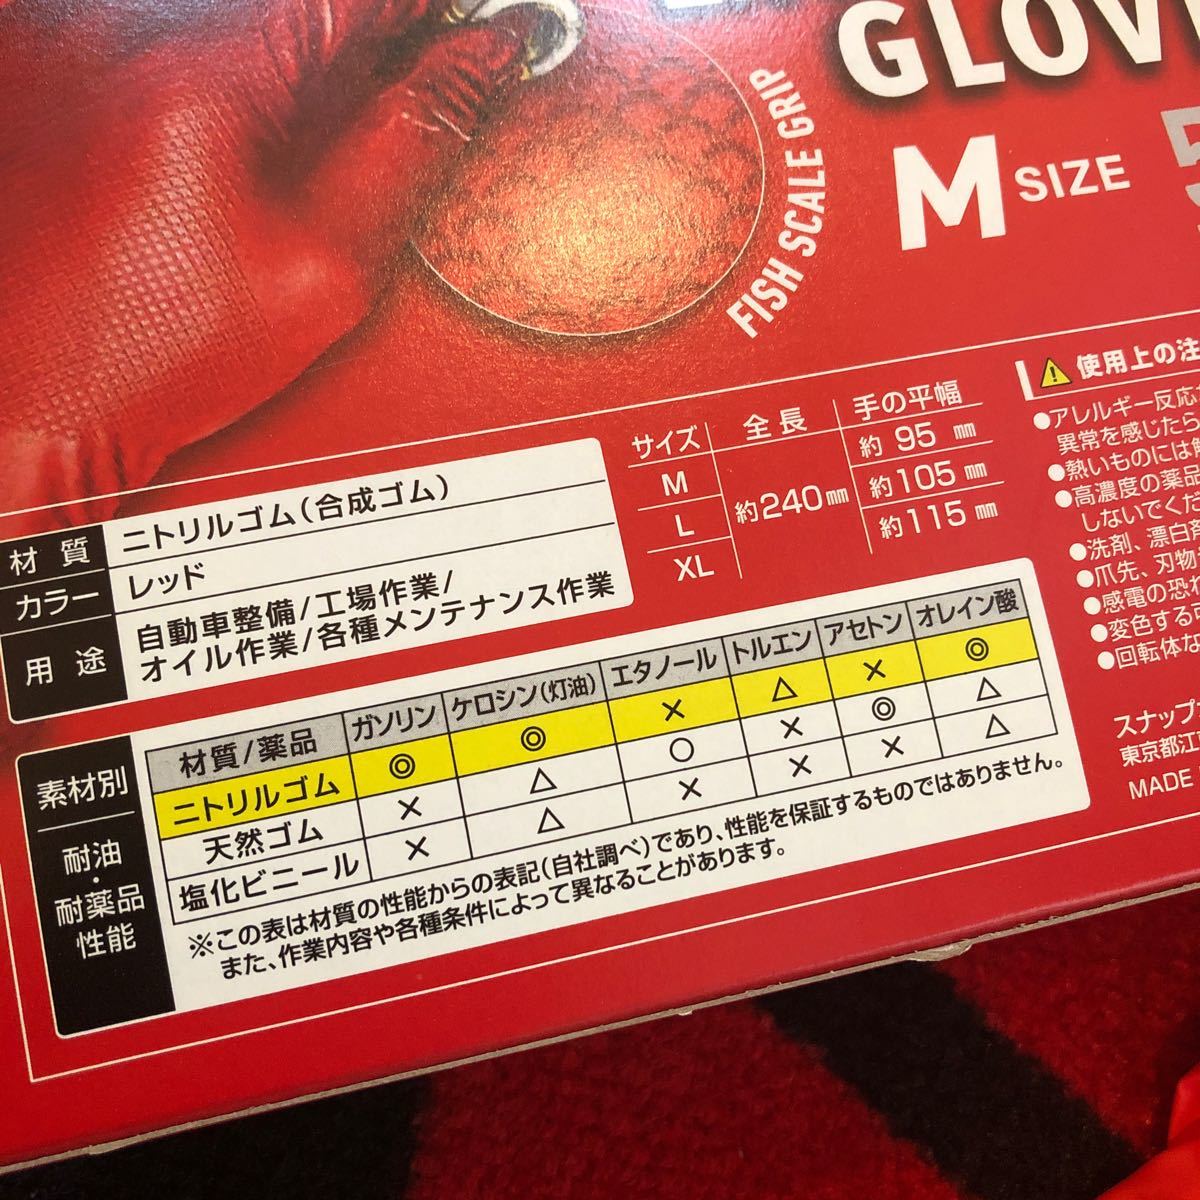 GLOV
M SIZE 5
FISH SCALE GRIP
サイズ 全長 手の平幅
M 約240㎜ 約 95 ㎜
L 約105㎜
XL 約115㎜
材質 ニトリルゴム(合成ゴム)
カラー レッド
用途 自動車整備/工場作業/
オイル作業/各種メンテナンス作業
素材別
耐油・
耐薬品
性能
材質/薬品 ガソリン ケロシン(灯油) エタノール トルエン アセトン オレイン酸
ニトリルゴム ◎ ◎ × △ × ◎
天然ゴム × △ ○ × ◎ △
塩化ビニール × △ × × × △
※この表は材質の性能からの表記(自社調べ)であり、性能を保証するものではありません。
また、作業内容や各種条件によって異なることがあります。
使用上の注
●アレルギー反応
異常を感じたら
●熱いものには
●高濃度の薬品
しないでくだ
●洗剤、漂白剤
●爪先、刃物
●感電の恐れ
●変色する
●回転体な
スナップ
東京都江
MADE